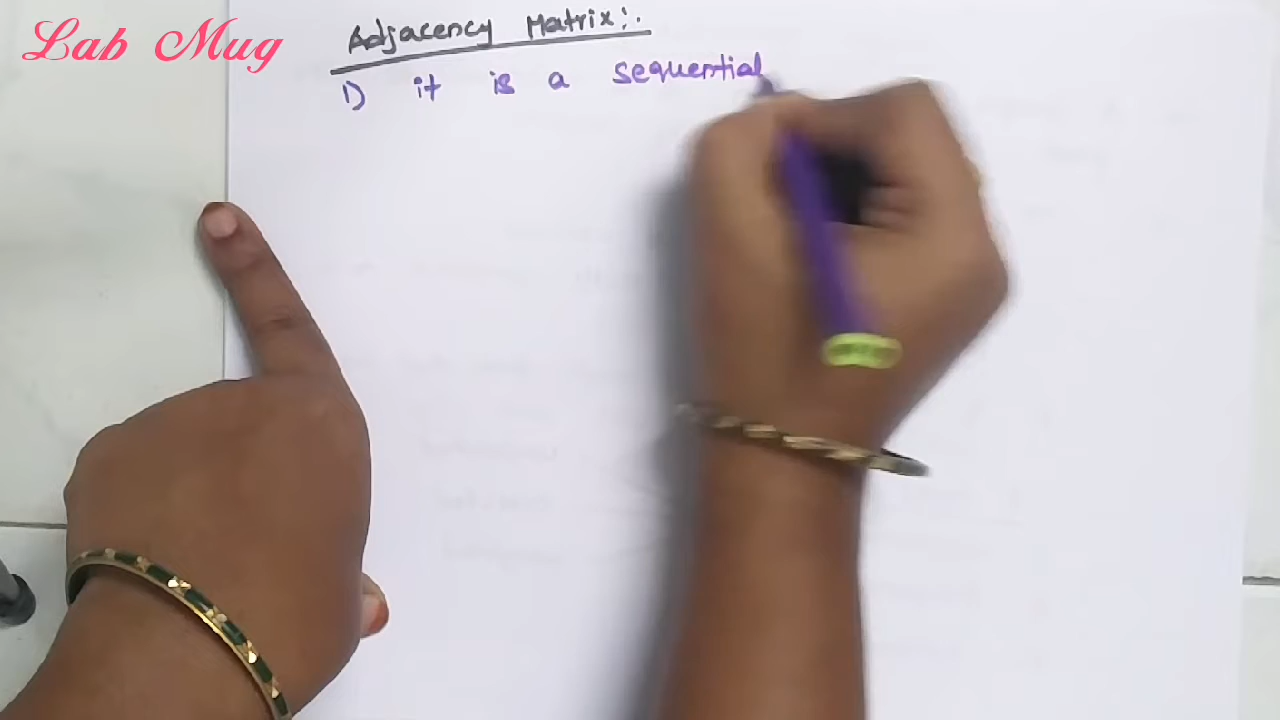 Lab Mug
Adjacency Matrix:.
1) it is a sequential